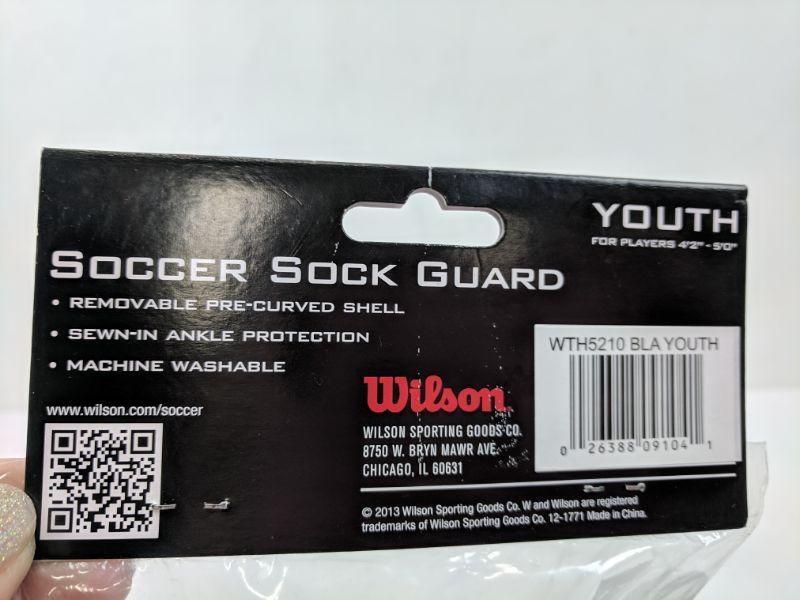 YOUTH
FOR PLAYERS 4'2" - 5'0"
SOCCER SOCK GUARD
• REMOVABLE PRE-CURVED SHELL
• SEWN-IN ANKLE PROTECTION
• MACHINE WASHABLE
www.wilson.com/soccer
WTH5210 BLA YOUTH
0 26388 09104 1
Wilson
WILSON SPORTING GOODS CO.
8750 W. BRYN MAWR AVE.
CHICAGO, IL 60631
© 2013 Wilson Sporting Goods Co. W and Wilson are registered
trademarks of Wilson Sporting Goods Co. 12-1771 Made in China.